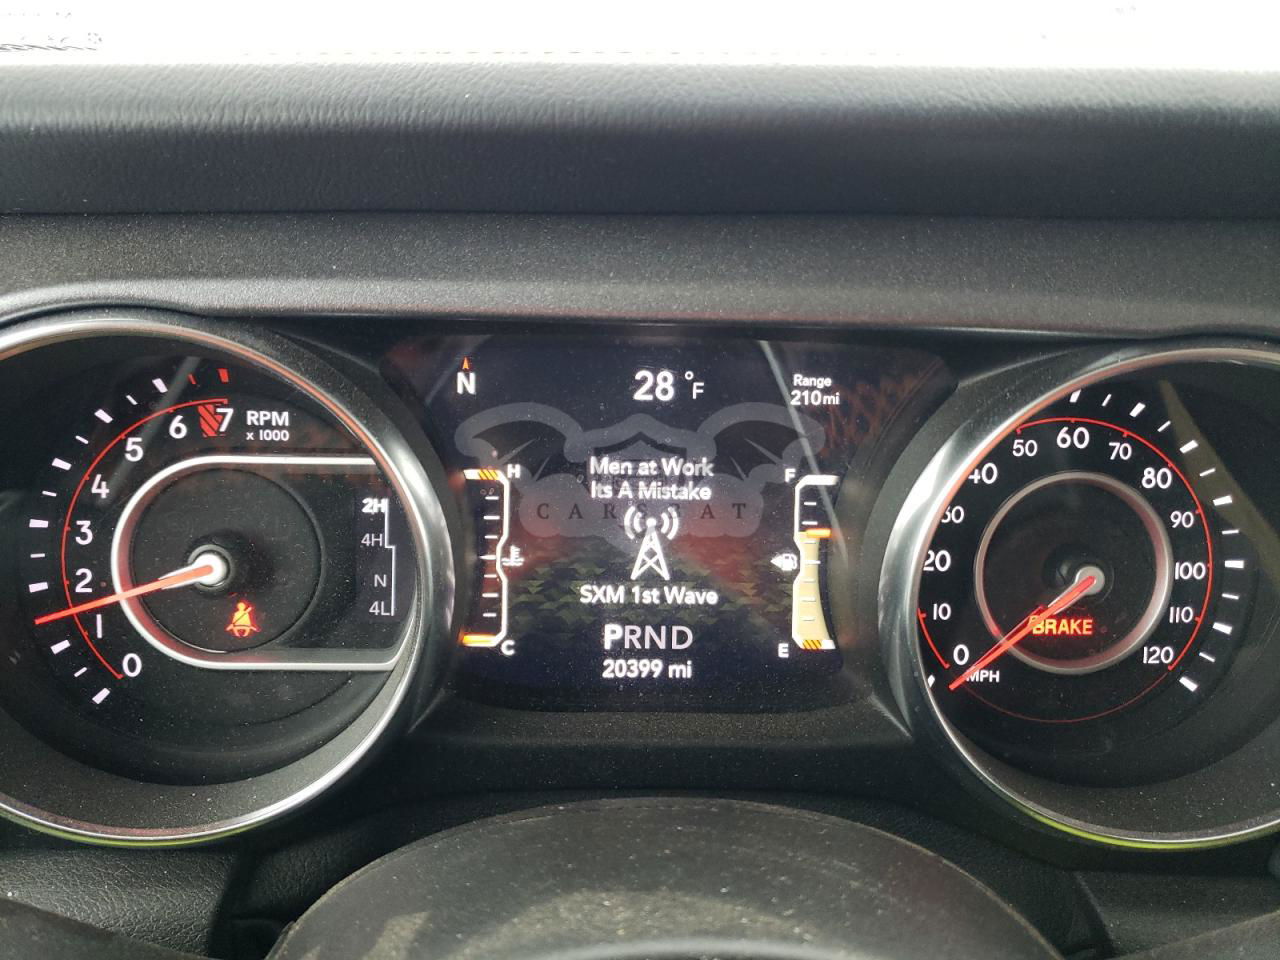 N
28 °F
Range
210mi
0
1
2
3
4
5
6
7
RPM
x 1000
2H
4H
N
4L
H
C
Men at Work
Its A Mistake
CARSCAT
SXM 1st Wave
PRND
20399 mi
F
E
0
10
20
30
40
50
60
70
80
90
100
110
120
MPH
BRAKE